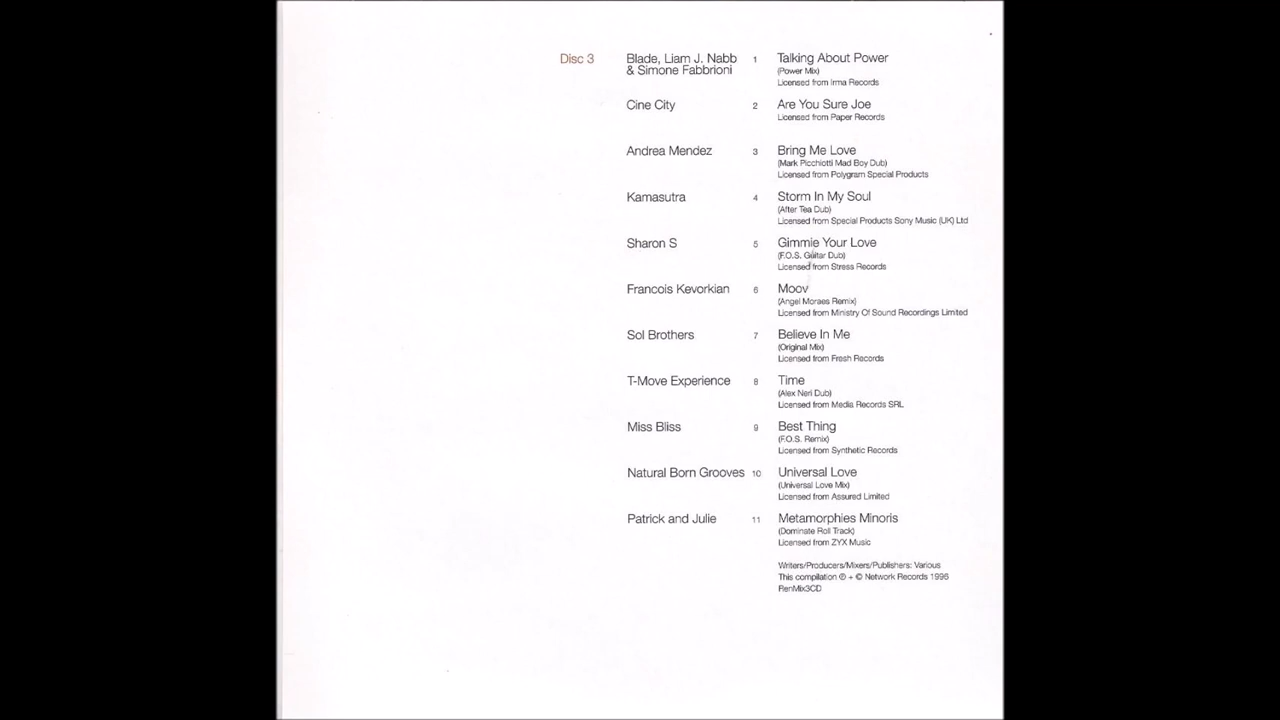 Disc 3
Blade, Liam J. Nabb
& Simone Fabbrioni
1
Talking About Power
(Power Mix)
Licensed from Irma Records
Cine City
2
Are You Sure Joe
Licensed from Paper Records
Andrea Mendez
3
Bring Me Love
(Mark Picchiotti Mad Boy Dub)
Licensed from Polygram Special Products
Kamasutra
4
Storm In My Soul
(After Tea Dub)
Licensed from Special Products Sony Music (UK) Ltd
Sharon S
5
Gimmie Your Love
(F.O.S. Guitar Dub)
Licensed from Stress Records
Francois Kevorkian
6
Moov
(Angel Moraes Remix)
Licensed from Ministry Of Sound Recordings Limited
Sol Brothers
7
Believe In Me
(Original Mix)
Licensed from Fresh Records
T-Move Experience
8
Time
(Alex Neri Dub)
Licensed from Media Records SRL
Miss Bliss
9
Best Thing
(F.O.S. Remix)
Licensed from Synthetic Records
Natural Born Grooves
10
Universal Love
(Universal Love Mix)
Licensed from Assured Limited
Patrick and Julie
11
Metamorphies Minoris
(Dominate Roll Track)
Licensed from ZYX Music
Writers/Producers/Mixers/Publishers: Various
This compilation ℗ + © Network Records 1996
RenMix3CD